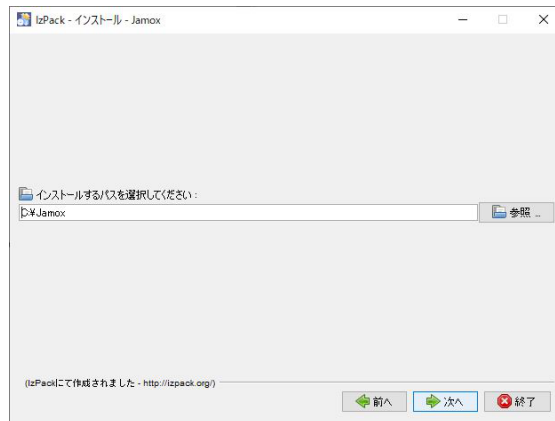 IzPack - インストール - Jamox
インストールするパスを選択してください :
C:¥Jamox
参照 ...
(IzPackにて作成されました - http://izpack.org/)
前へ
次へ
終了